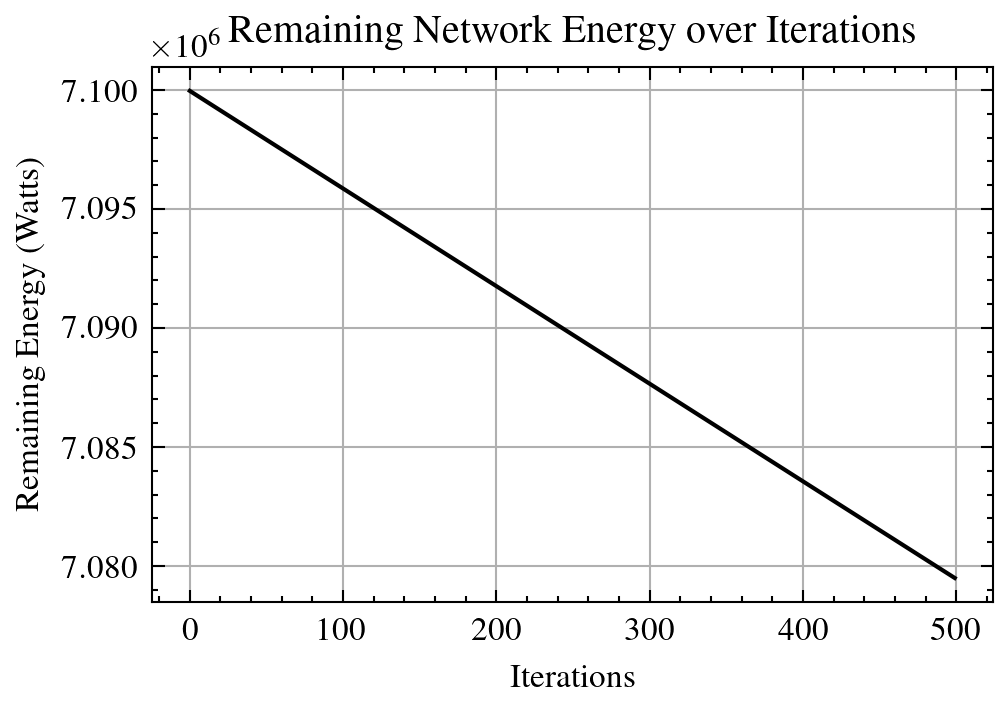 ×10⁶ Remaining Network Energy over Iterations
7.100
7.095
7.090
7.085
7.080
Remaining Energy (Watts)
0 100 200 300 400 500
Iterations